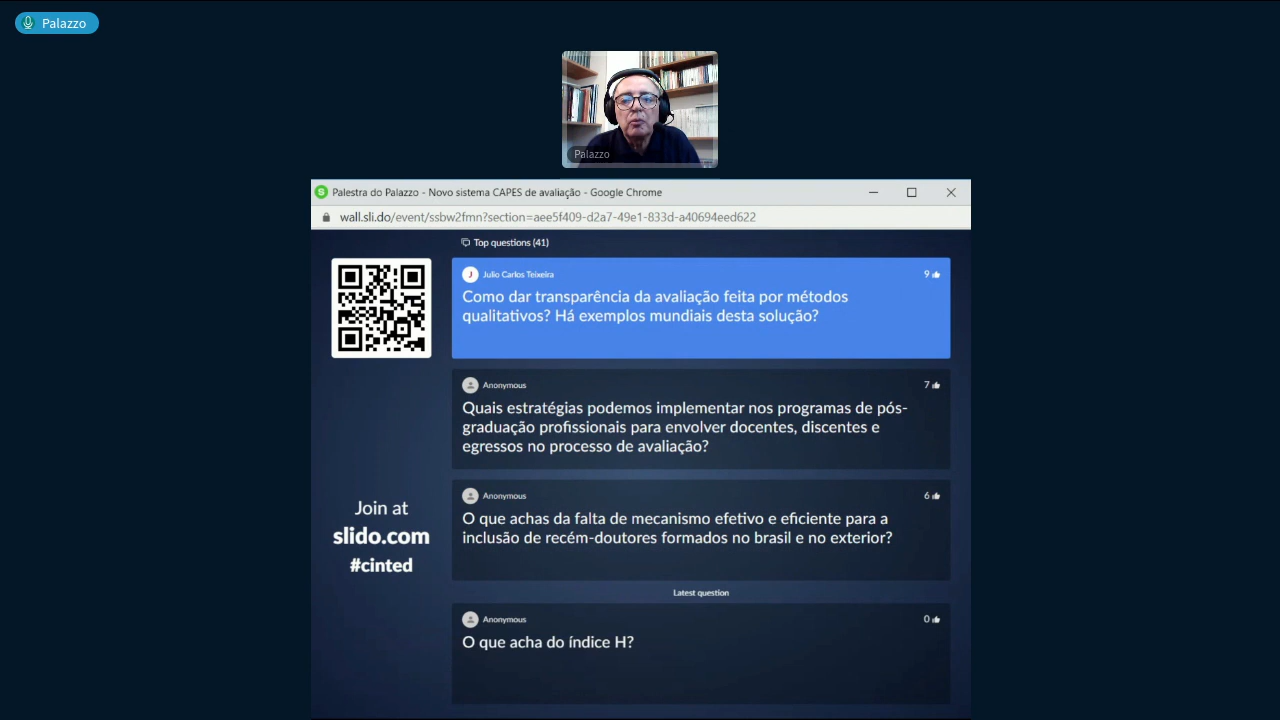 Palazzo
Palazzo
Palestra do Palazzo - Novo sistema CAPES de avaliação - Google Chrome
wall.sli.do/event/ssbw2fmn?section=aee5f409-d2a7-49e1-833d-a40694eed622
Top questions (41)
J Julio Carlos Teixeira 9
Como dar transparência da avaliação feita por métodos
qualitativos? Há exemplos mundiais desta solução?
Anonymous 7
Quais estratégias podemos implementar nos programas de pós-
graduação profissionais para envolver docentes, discentes e
egressos no processo de avaliação?
Anonymous 6
O que achas da falta de mecanismo efetivo e eficiente para a
inclusão de recém-doutores formados no brasil e no exterior?
Join at
slido.com
#cinted
Latest question
Anonymous 0
O que acha do índice H?